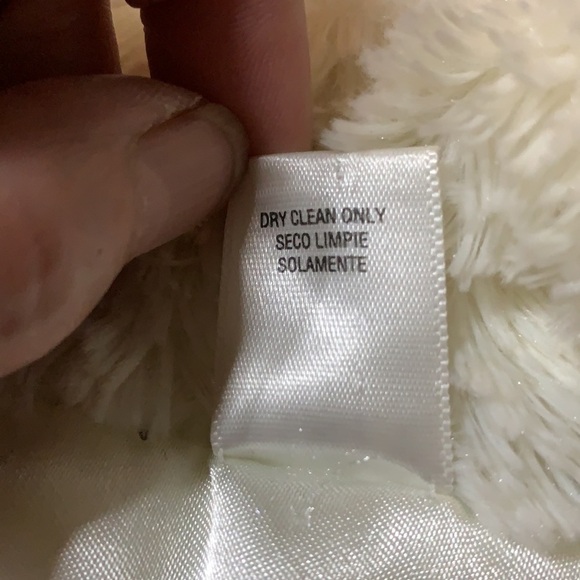 DRY CLEAN ONLY
SECO LIMPIE
SOLAMENTE